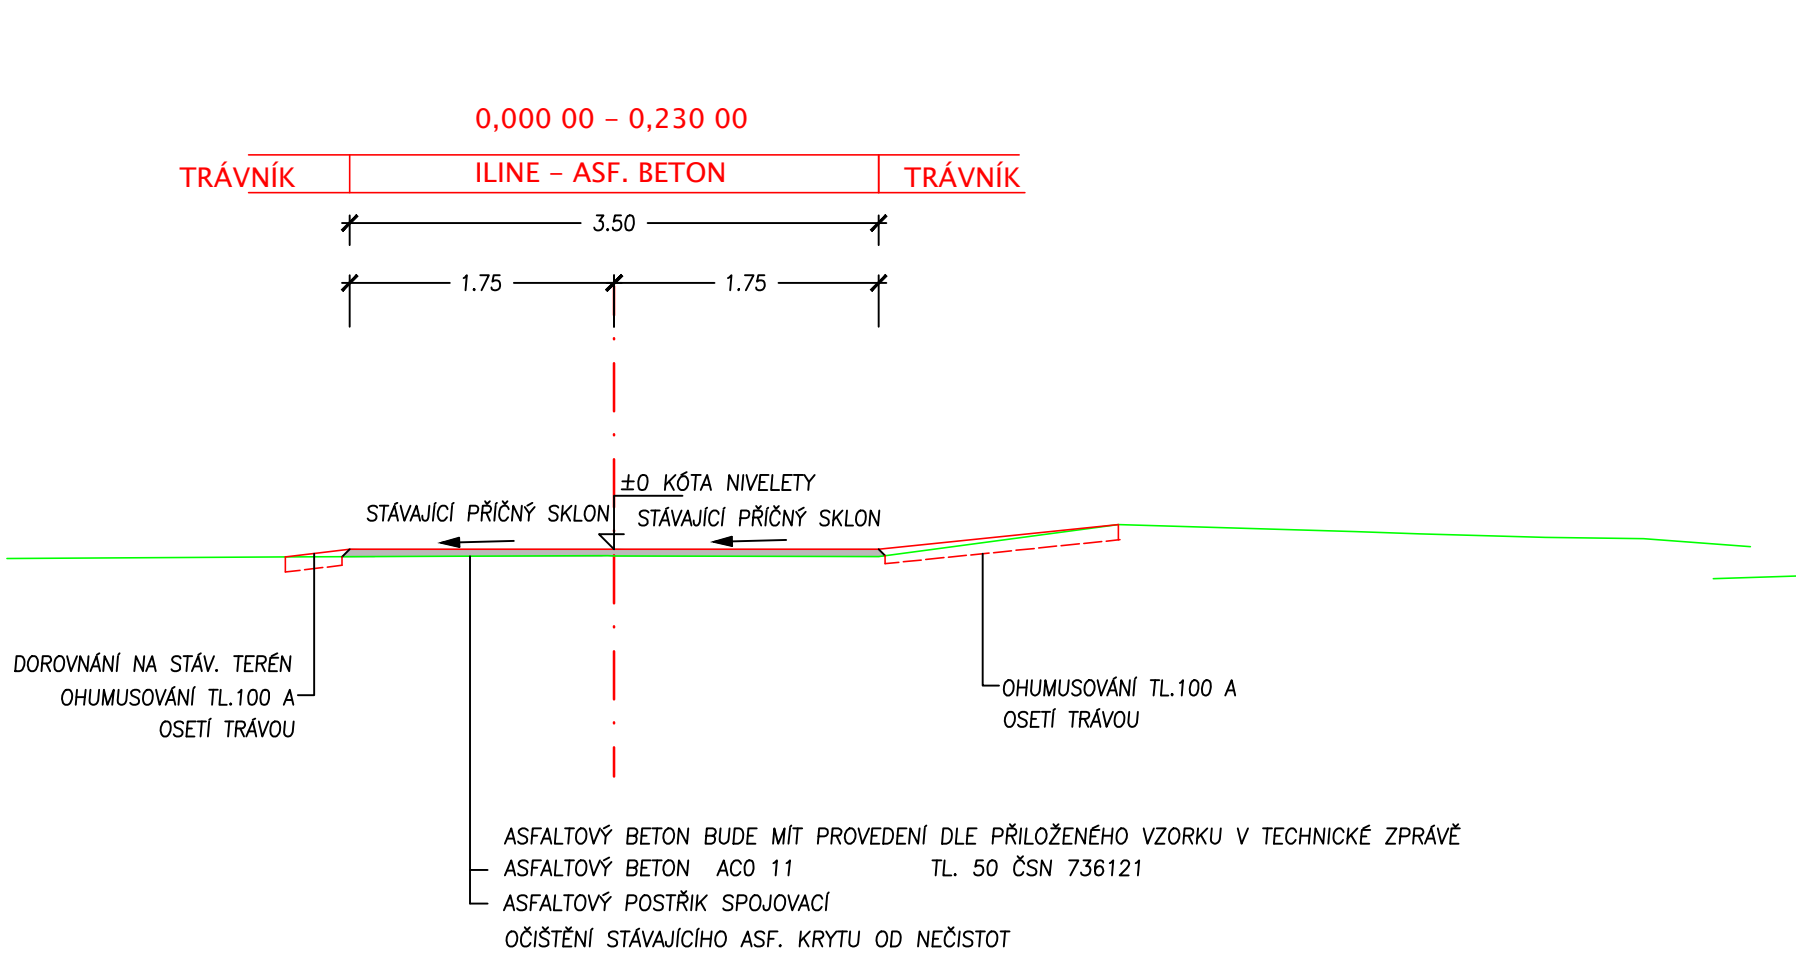 0,000 00 – 0,230 00
TRÁVNÍK
ILINE – ASF. BETON
TRÁVNÍK
3.50
1.75
1.75
±0 KÓTA NIVELETY
STÁVAJÍCÍ PŘÍČNÝ SKLON
STÁVAJÍCÍ PŘÍČNÝ SKLON
DOROVNÁNÍ NA STÁV. TERÉN
OHUMUSOVÁNÍ TL.100 A
OSETÍ TRÁVOU
OHUMUSOVÁNÍ TL.100 A
OSETÍ TRÁVOU
ASFALTOVÝ BETON BUDE MÍT PROVEDENÍ DLE PŘILOŽENÉHO VZORKU V TECHNICKÉ ZPRÁVĚ
ASFALTOVÝ BETON ACO 11 TL. 50 ČSN 736121
ASFALTOVÝ POSTŘIK SPOJOVACÍ
OČIŠTĚNÍ STÁVAJÍCÍHO ASF. KRYTU OD NEČISTOT